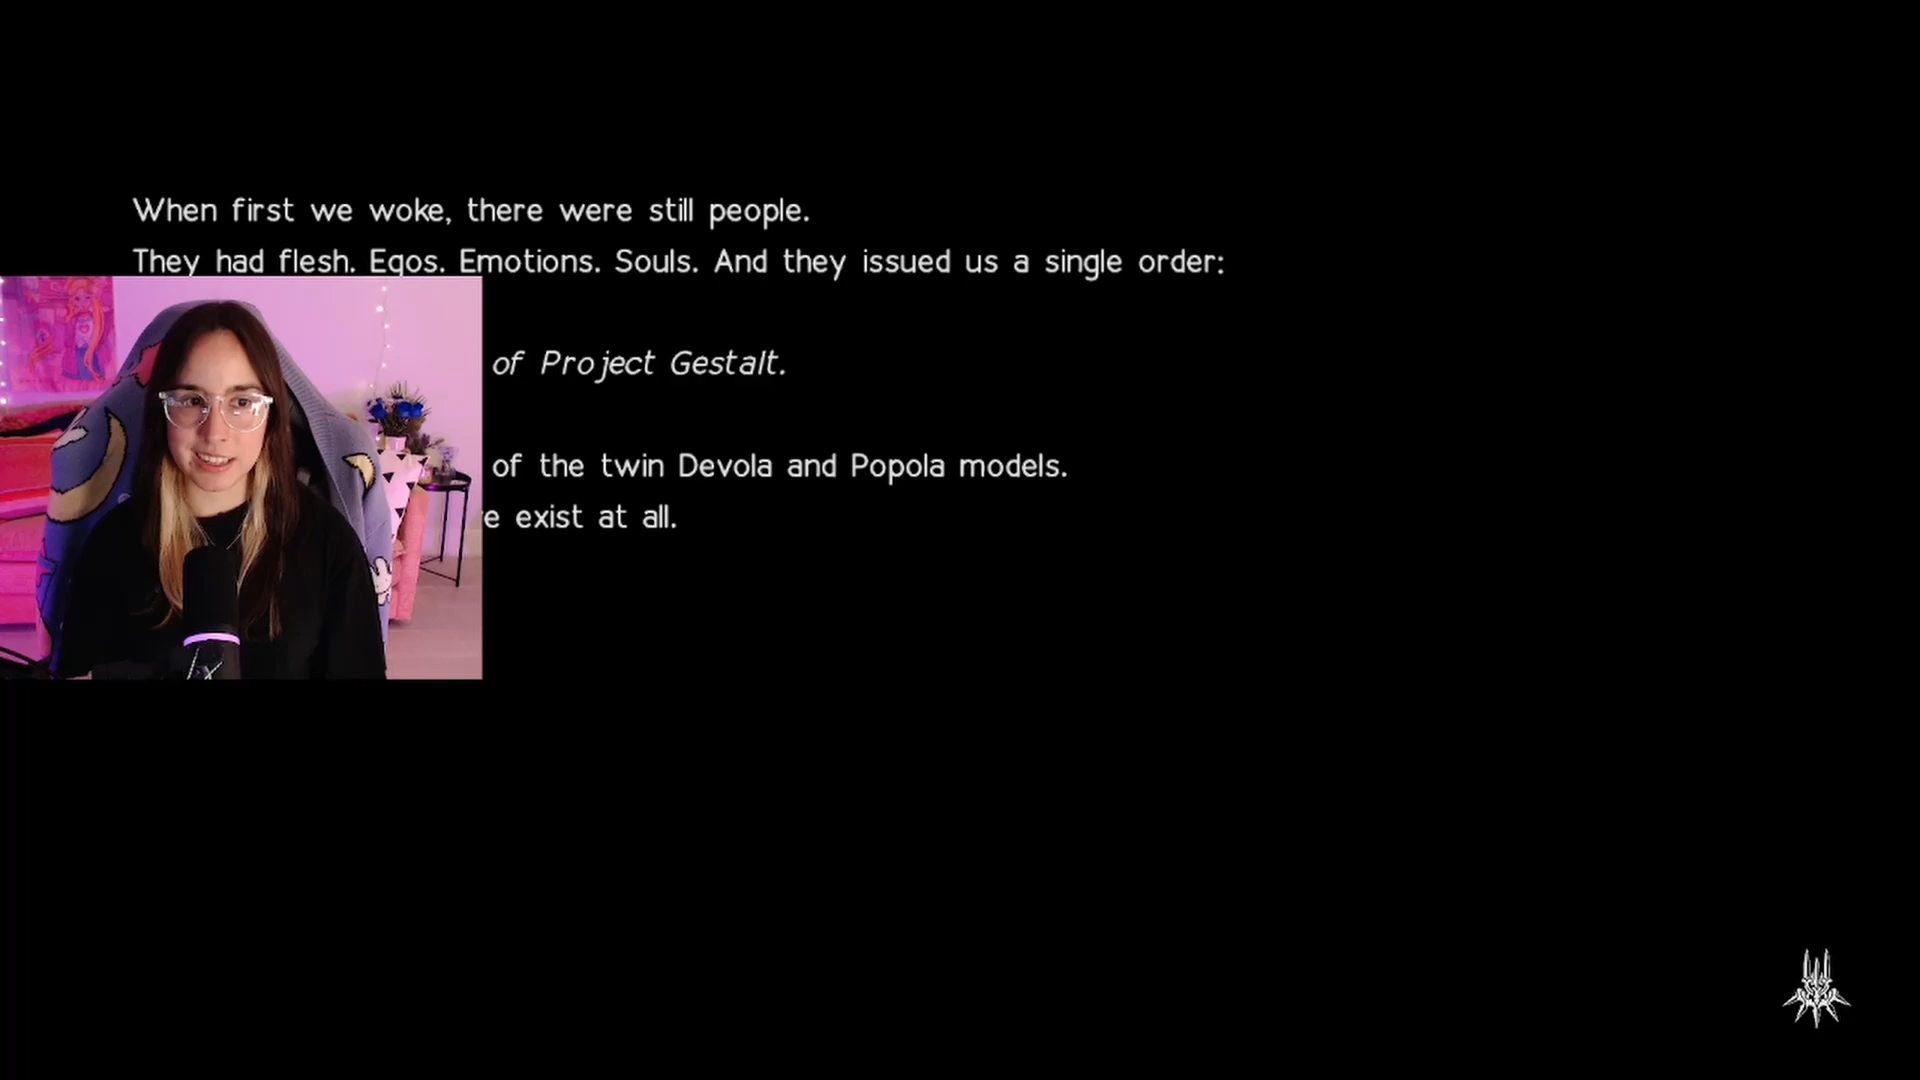 When first we woke, there were still people.
They had flesh. Egos. Emotions. Souls. And they issued us a single order:
of Project Gestalt.
of the twin Devola and Popola models.
exist at all.